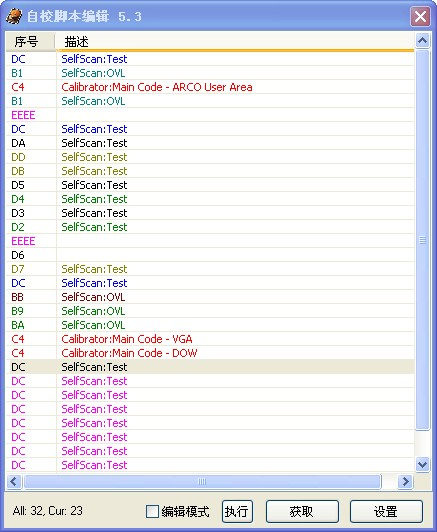 自校脚本编辑 5.3
序号 描述
DC SelfScan:Test
B1 SelfScan:OVL
C4 Calibrator:Main Code - ARCO User Area
B1 SelfScan:OVL
EEEE
DC SelfScan:Test
DA SelfScan:Test
DD SelfScan:Test
DB SelfScan:Test
D5 SelfScan:Test
D4 SelfScan:Test
D3 SelfScan:Test
D2 SelfScan:Test
EEEE
D6
D7 SelfScan:Test
DC SelfScan:Test
BB SelfScan:OVL
B9 SelfScan:OVL
BA SelfScan:OVL
C4 Calibrator:Main Code - VGA
C4 Calibrator:Main Code - DOW
DC SelfScan:Test
DC SelfScan:Test
DC SelfScan:Test
DC SelfScan:Test
DC SelfScan:Test
DC SelfScan:Test
DC SelfScan:Test
DC SelfScan:Test
All: 32, Cur: 23 编辑模式 执行 获取 设置